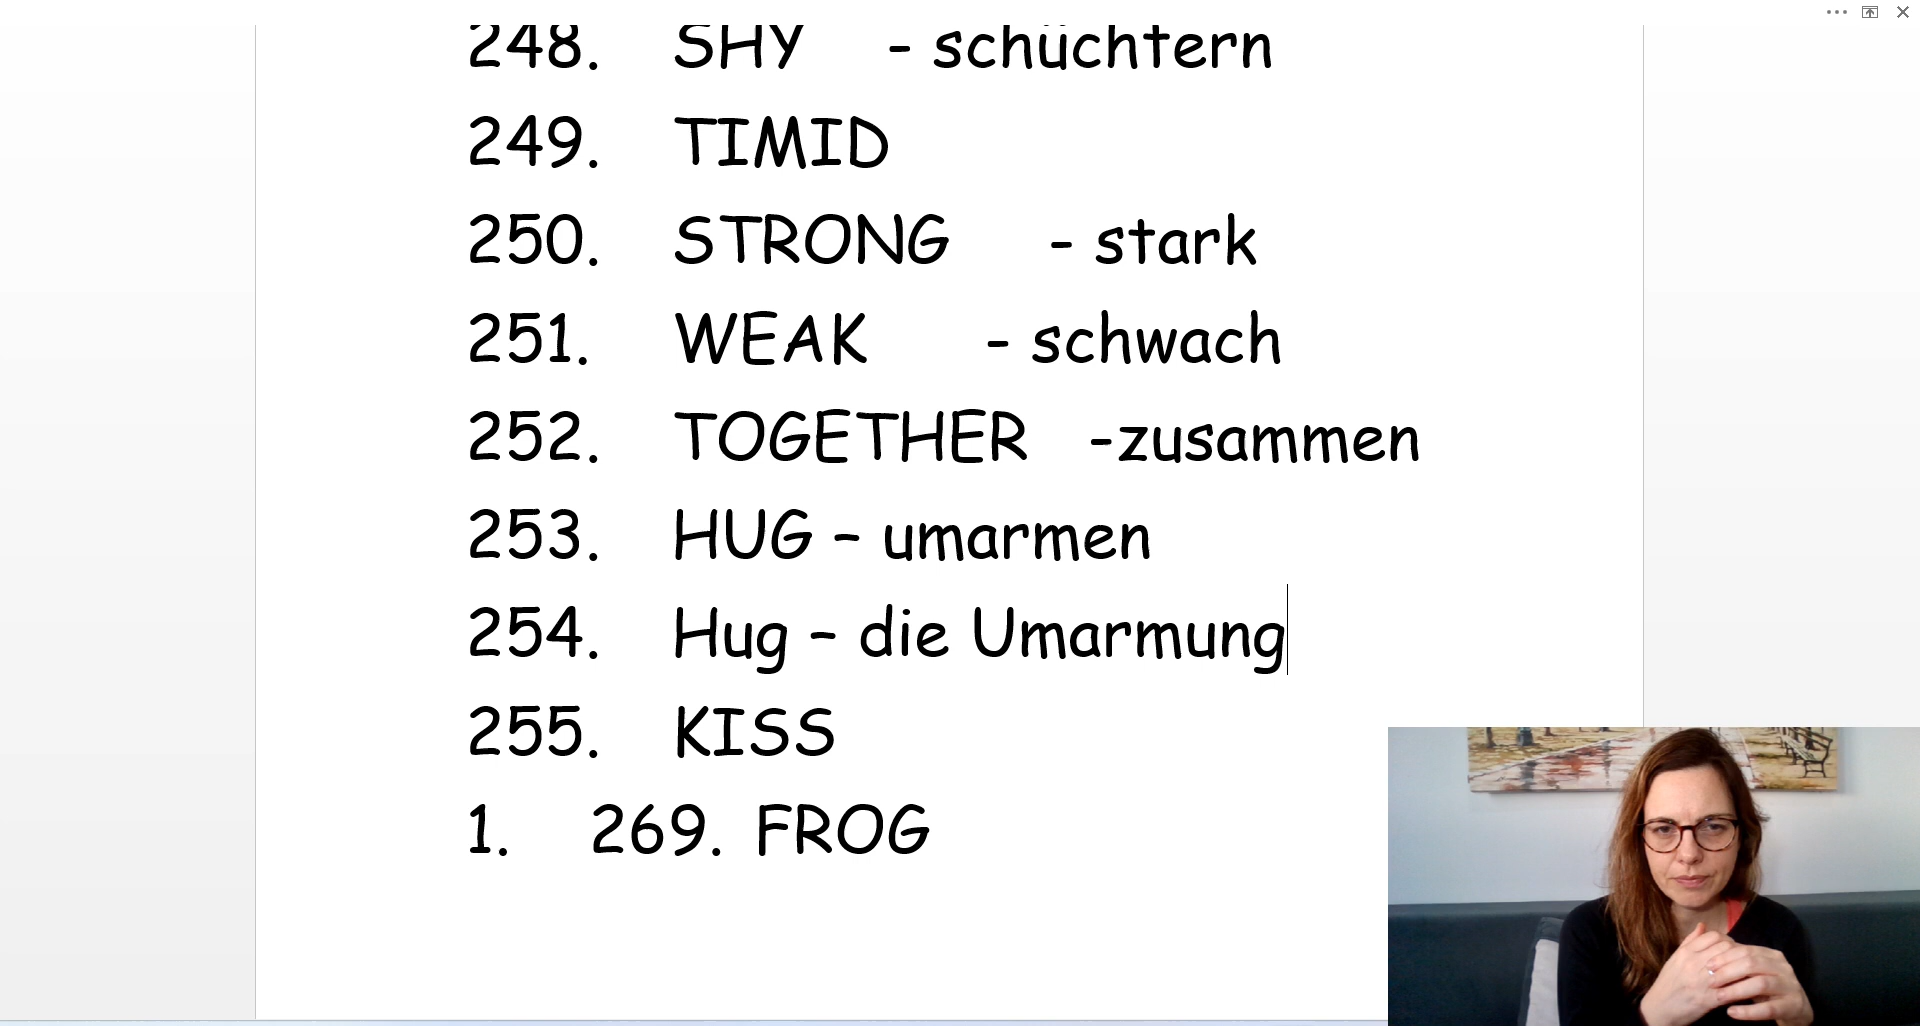 248. SHY - schüchtern
249. TIMID
250. STRONG - stark
251. WEAK - schwach
252. TOGETHER -zusammen
253. HUG – umarmen
254. Hug – die Umarmung
255. KISS
1. 269. FROG